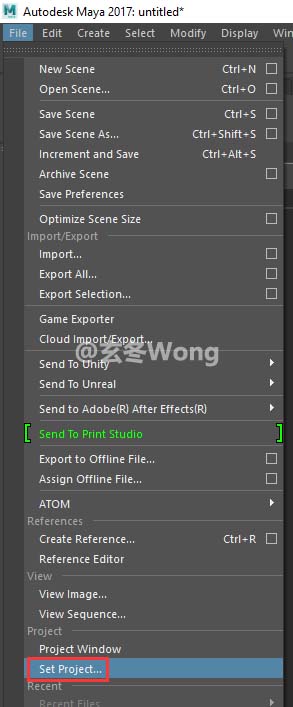 Autodesk Maya 2017: untitled*
File Edit Create Select Modify Display
New Scene Ctrl+N
Open Scene... Ctrl+O
Save Scene Ctrl+S
Save Scene As... Ctrl+Shift+S
Increment and Save Ctrl+Alt+S
Archive Scene
Save Preferences
Optimize Scene Size
Import/Export
Import...
Export All...
Export Selection...
Game Exporter
Cloud Import/Export...
@玄冬Wong
Send To Unity
Send To Unreal
Send to Adobe(R) After Effects(R)
Send To Print Studio
Export to Offline File...
Assign Offline File...
ATOM
References
Create Reference... Ctrl+R
Reference Editor
View
View Image...
View Sequence...
Project
Project Window
Set Project...
Recent
Recent Files